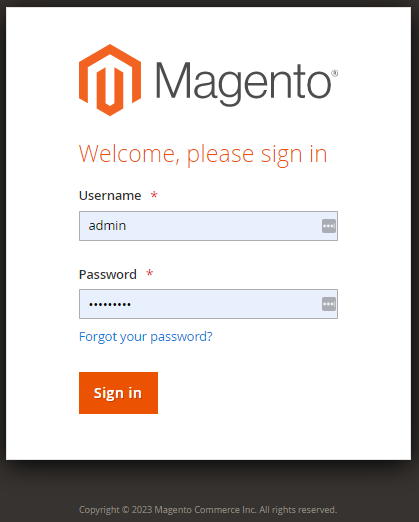 Magento®
Welcome, please sign in
Username *
admin
Password *
•••••••••
Forgot your password?
Sign in
Copyright © 2023 Magento Commerce Inc. All rights reserved.